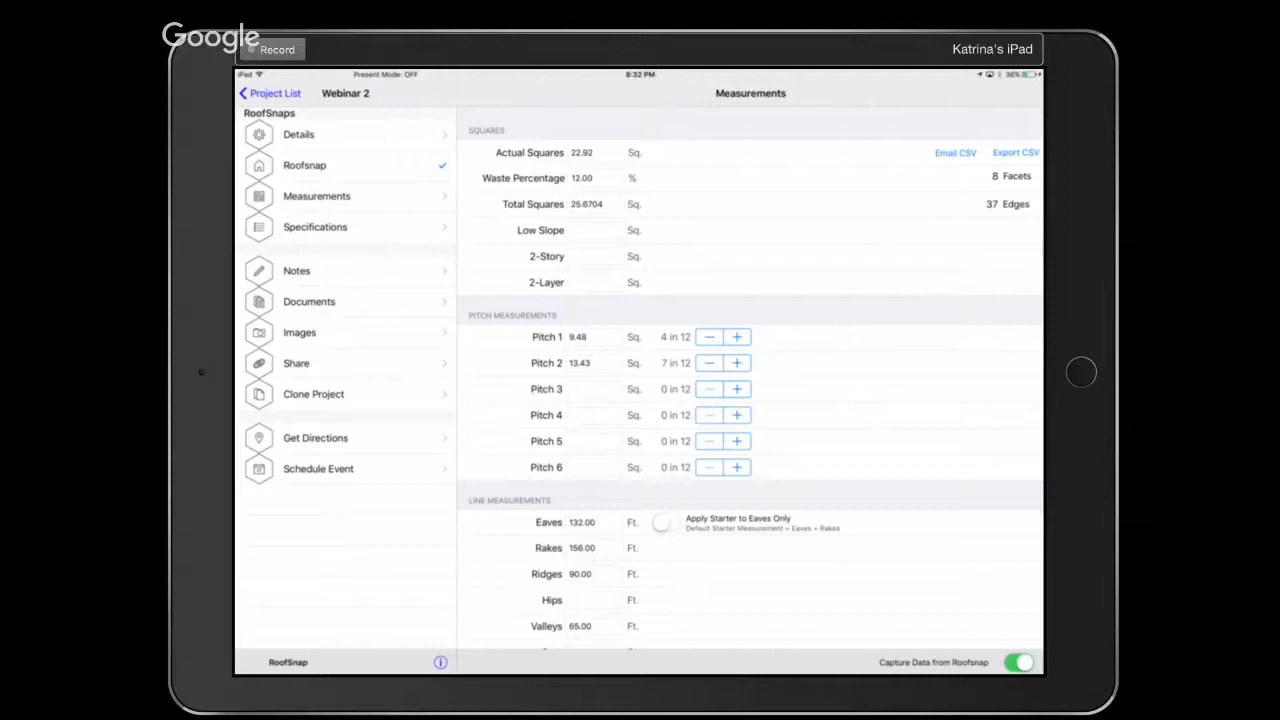 Google
Record
Katrina's iPad
iPad
Present Mode: OFF
8:32 PM
36%
Project List
Webinar 2
Measurements
RoofSnaps
Details
Roofsnap
Measurements
Specifications
Notes
Documents
Images
Share
Clone Project
Get Directions
Schedule Event
RoofSnap
SQUARES
Actual Squares 22.92 Sq. Email CSV Export CSV
Waste Percentage 12.00 % 8 Facets
Total Squares 25.6704 Sq. 37 Edges
Low Slope Sq.
2-Story Sq.
2-Layer Sq.
PITCH MEASUREMENTS
Pitch 1 9.48 Sq. 4 in 12 − +
Pitch 2 13.43 Sq. 7 in 12 − +
Pitch 3 Sq. 0 in 12 − +
Pitch 4 Sq. 0 in 12 − +
Pitch 5 Sq. 0 in 12 − +
Pitch 6 Sq. 0 in 12 − +
LINE MEASUREMENTS
Eaves 132.00 Ft. Apply Starter to Eaves Only
Default Starter Measurement = Eaves + Rakes
Rakes 156.00 Ft.
Ridges 90.00 Ft.
Hips Ft.
Valleys 65.00 Ft.
Capture Data from Roofsnap